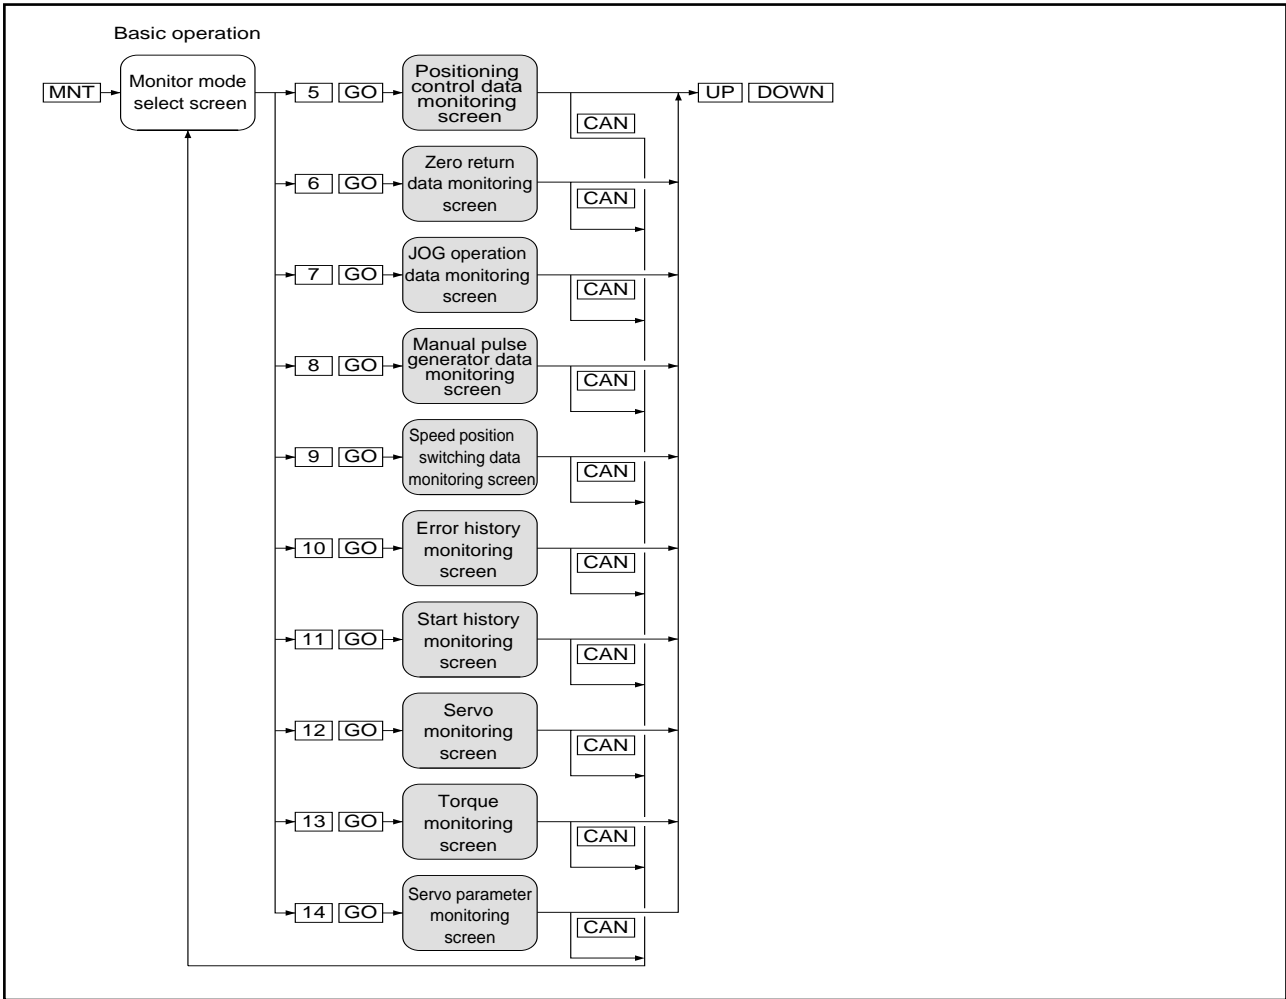 Basic operation
MNT
Monitor mode
select screen
5 GO
Positioning
control data
monitoring
screen
CAN
UP DOWN
6 GO
Zero return
data monitoring
screen
CAN
7 GO
JOG operation
data monitoring
screen
CAN
8 GO
Manual pulse
generator data
monitoring
screen
CAN
9 GO
Speed position
switching data
monitoring screen
CAN
10 GO
Error history
monitoring
screen
CAN
11 GO
Start history
monitoring
screen
CAN
12 GO
Servo
monitoring
screen
CAN
13 GO
Torque
monitoring
screen
CAN
14 GO
Servo parameter
monitoring
screen
CAN